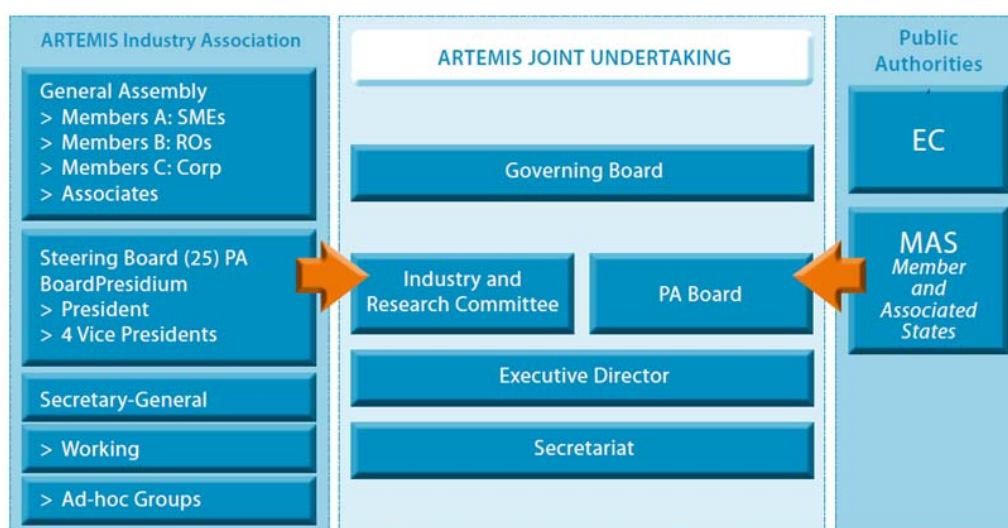 ARTEMIS Industry Association
General Assembly
> Members A: SMEs
> Members B: ROs
> Members C: Corp
> Associates
Steering Board (25) PA
BoardPresidium
> President
> 4 Vice Presidents
Secretary-General
> Working
> Ad-hoc Groups
ARTEMIS JOINT UNDERTAKING
Governing Board
Industry and
Research Committee
PA Board
Executive Director
Secretariat
Public
Authorities
EC
MAS
Member
and
Associated
States